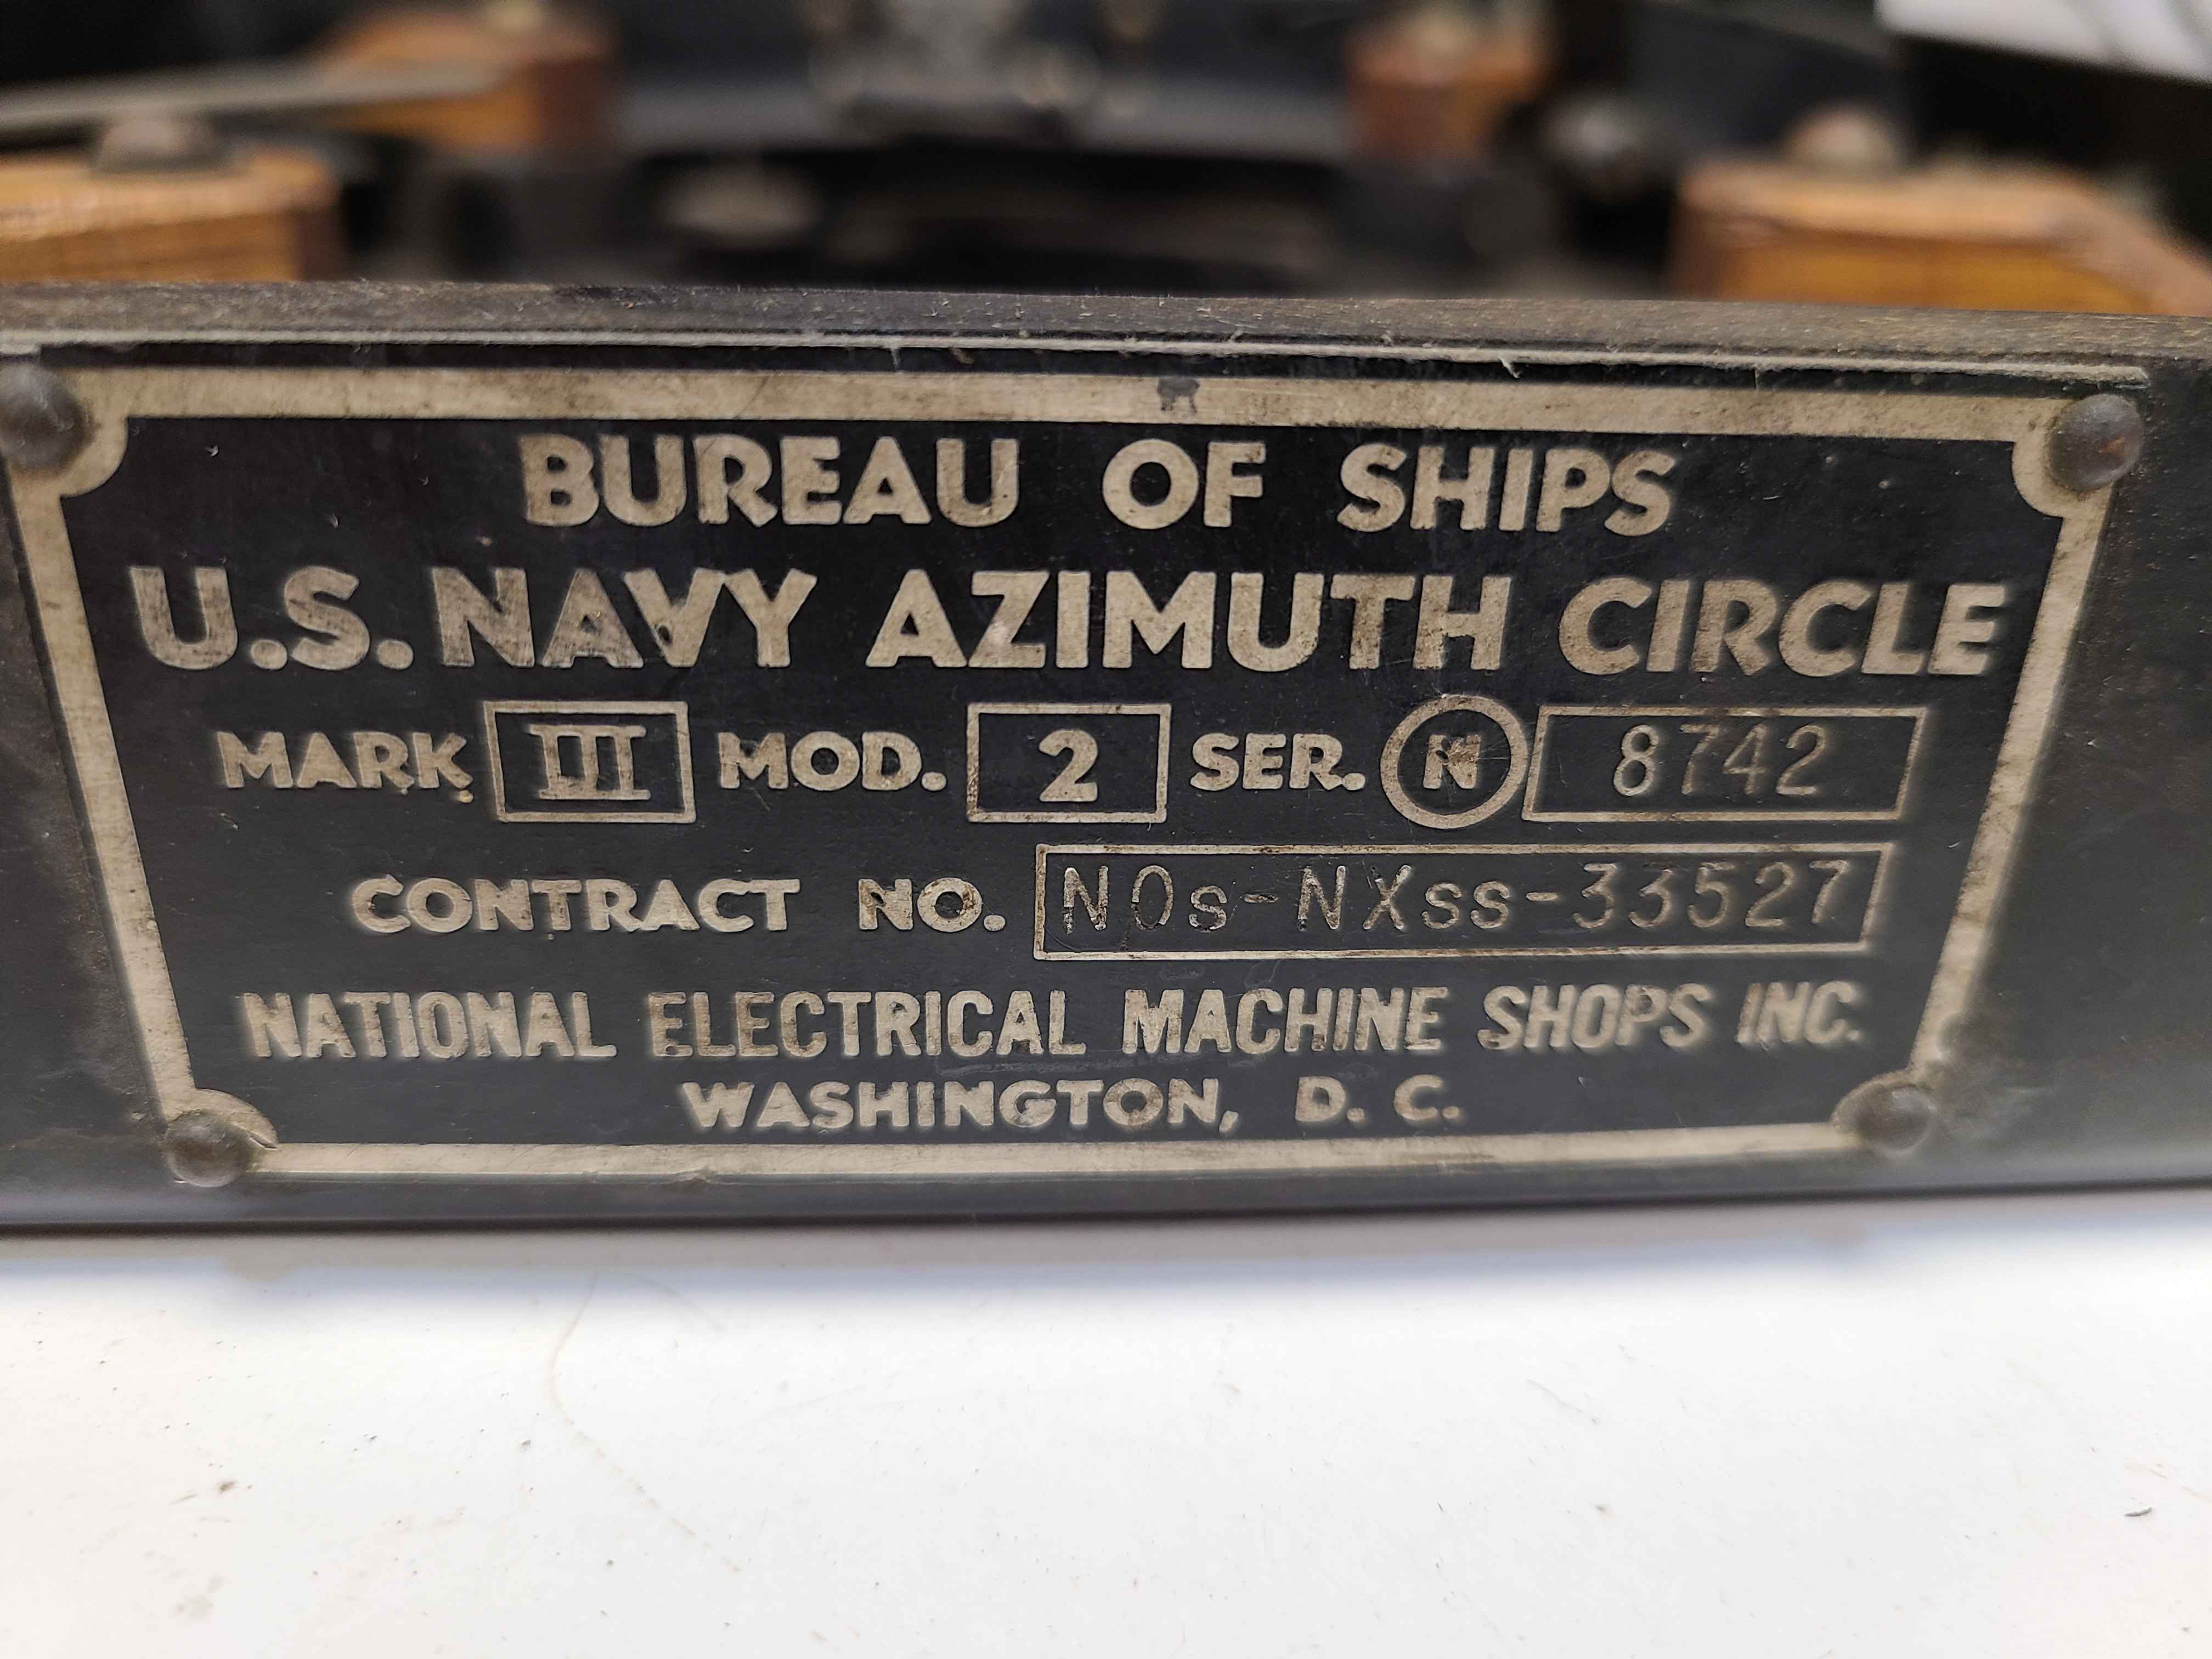 BUREAU OF SHIPS
U.S. NAVY AZIMUTH CIRCLE
MARK III MOD. 2 SER. N 8742
CONTRACT NO. NOs-NXss-33527
NATIONAL ELECTRICAL MACHINE SHOPS INC.
WASHINGTON, D. C.